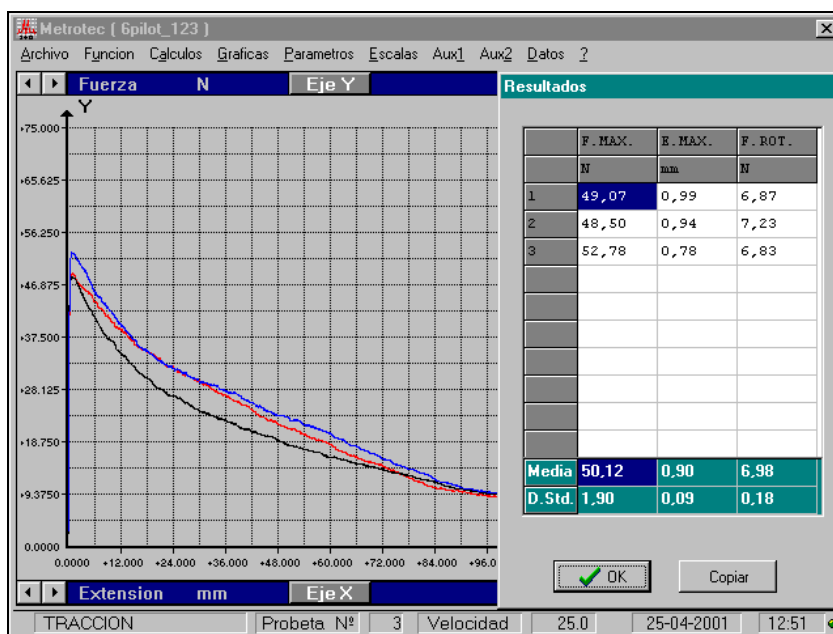 Metrotec ( 6pilot_123 )
Archivo Funcion Calculos Graficas Parametros Escalas Aux1 Aux2 Datos ?
Fuerza N Eje Y
Y
+75.000
+65.625
+56.250
+46.875
+37.500
+28.125
+18.750
+9.3750
0.0000
0.0000 +12.000 +24.000 +36.000 +48.000 +60.000 +72.000 +84.000 +96.0
Extension mm Eje X
Resultados
F.MAX. E.MAX. F.ROT.
N mm N
1 49,07 0,99 6,87
2 48,50 0,94 7,23
3 52,78 0,78 6,83
Media 50,12 0,90 6,98
D.Std. 1,90 0,09 0,18
OK Copiar
TRACCION Probeta Nº 3 Velocidad 25.0 25-04-2001 12:51